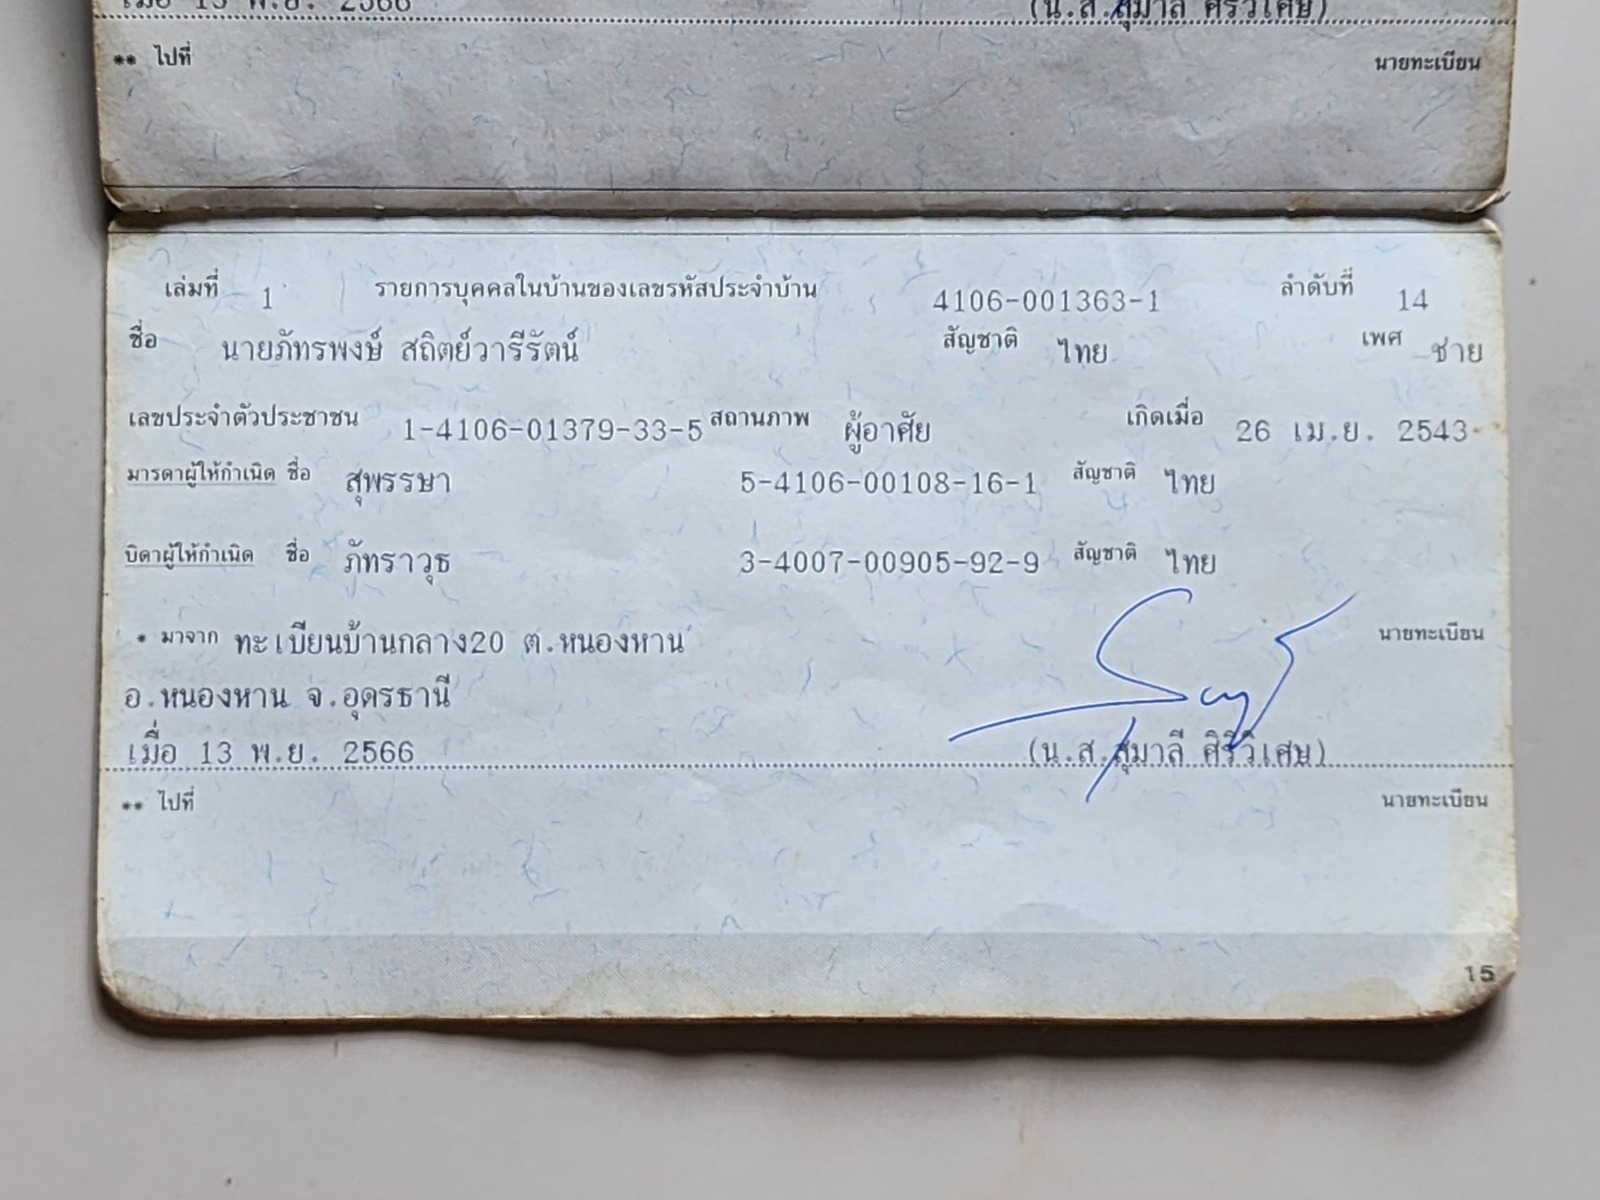 เมื่อ 13 พ.ย. 2566 (น.ส.สุมาลี ศิริวิเศษ)
** ไปที่ นายทะเบียน
เล่มที่ 1 รายการบุคคลในบ้านของเลขรหัสประจำบ้าน 4106-001363-1 ลำดับที่ 14
ชื่อ นายภัทรพงษ์ สถิตย์วารีรัตน์ สัญชาติ ไทย เพศ ชาย
เลขประจำตัวประชาชน 1-4106-01379-33-5 สถานภาพ ผู้อาศัย เกิดเมื่อ 26 เม.ย. 2543
มารดาผู้ให้กำเนิด ชื่อ สุพรรษา 5-4106-00108-16-1 สัญชาติ ไทย
บิดาผู้ให้กำเนิด ชื่อ ภัทราวุธ 3-4007-00905-92-9 สัญชาติ ไทย
* มาจาก ทะเบียนบ้านกลาง20 ต.หนองหาน นายทะเบียน
อ.หนองหาน จ.อุดรธานี
เมื่อ 13 พ.ย. 2566 (น.ส.สุมาลี ศิริวิเศษ)
** ไปที่ นายทะเบียน
15